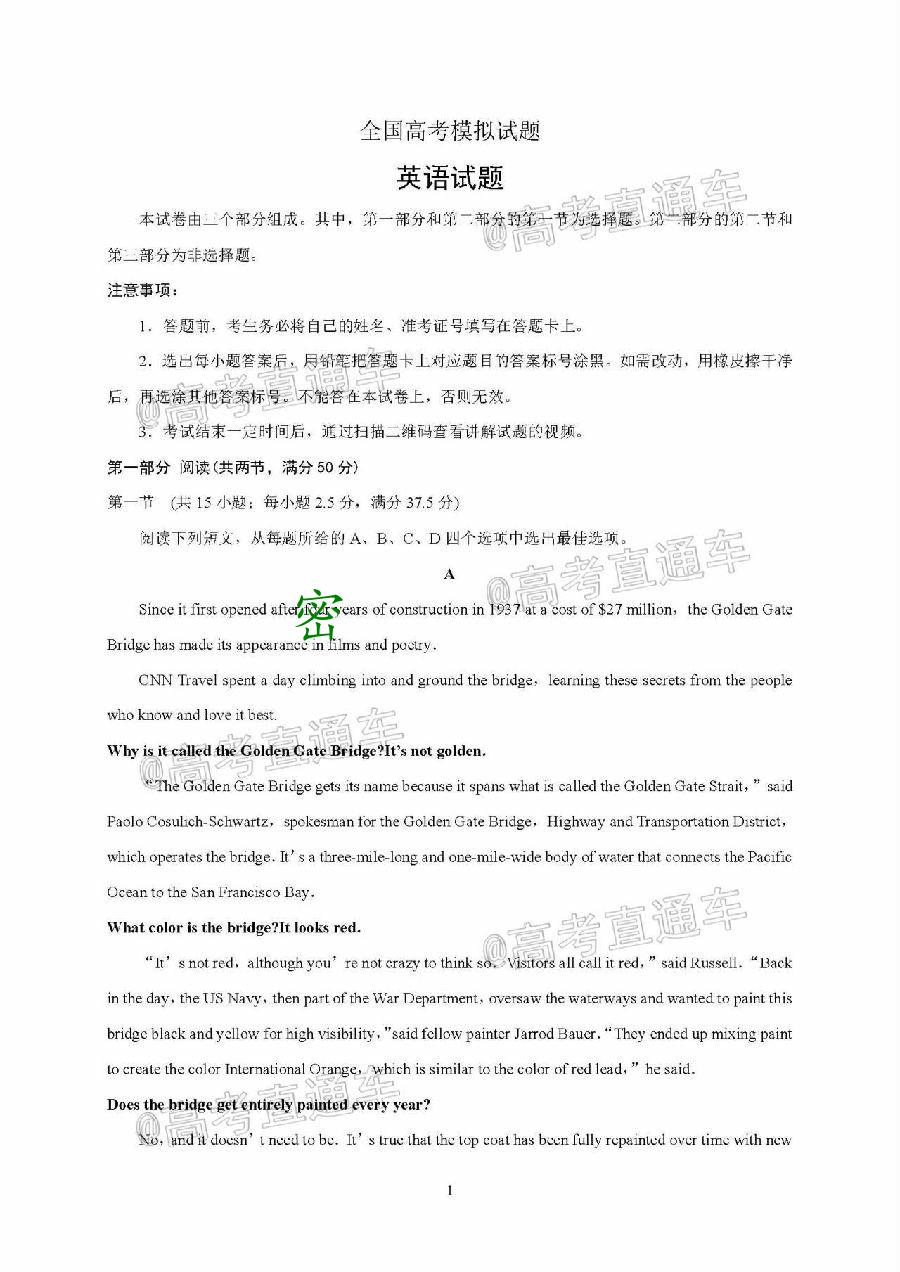 全国高考模拟试题
英语试题
本试卷由三个部分组成。其中，第一部分和第二部分的第一节为选择题。第二部分的第二节和
第三部分为非选择题。
注意事项：
1．答题前，考生务必将自己的姓名、准考证号填写在答题卡上。
2．选出每小题答案后，用铅笔把答题卡上对应题目的答案标号涂黑。如需改动，用橡皮擦干净
后，再选涂其他答案标号。不能答在本试卷上，否则无效。
3．考试结束一定时间后，通过扫描二维码查看讲解试题的视频。
第一部分 阅读(共两节，满分50分)
第一节 (共15小题；每小题2.5分，满分37.5分)
阅读下列短文，从每题所给的A、B、C、D四个选项中选出最佳选项。
A
密
Since it first opened after four years of construction in 1937 at a cost of $27 million，the Golden Gate
Bridge has made its appearance in films and poetry．
CNN Travel spent a day climbing into and ground the bridge，learning these secrets from the people
who know and love it best.
Why is it called the Golden Gate Bridge?It's not golden.
“The Golden Gate Bridge gets its name because it spans what is called the Golden Gate Strait，” said
Paolo Cosulich-Schwartz，spokesman for the Golden Gate Bridge，Highway and Transportation District，
which operates the bridge．It's a three-mile-long and one-mile-wide body of water that connects the Pacific
Ocean to the San Francisco Bay．
What color is the bridge?It looks red.
“It's not red，although you're not crazy to think so．Visitors all call it red，” said Russell．“Back
in the day, the US Navy, then part of the War Department, oversaw the waterways and wanted to paint this
bridge black and yellow for high visibility，”said fellow painter Jarrod Bauer．“They ended up mixing paint
to create the color International Orange，which is similar to the color of red lead，” he said.
Does the bridge get entirely painted every year?
No，and it doesn't need to be．It's true that the top coat has been fully repainted over time with new
1
@高考直通车
@高考直通车
@高考直通车
@高考直通车
@高考直通车
@高考直通车